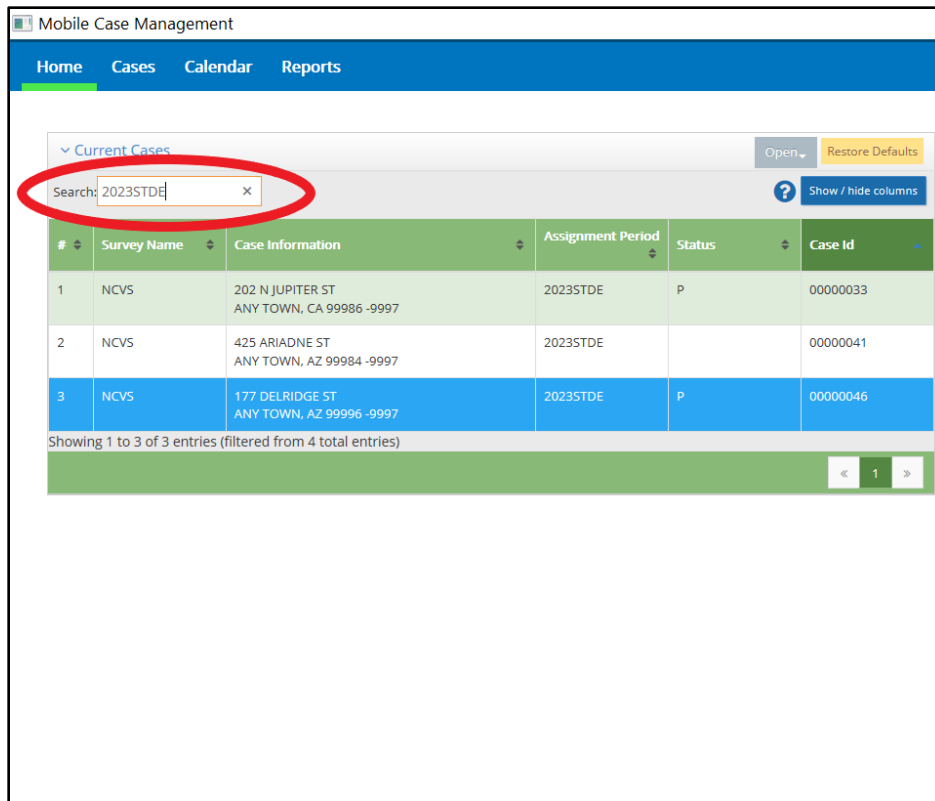 Mobile Case Management
Home Cases Calendar Reports
Current Cases Open Restore Defaults
Search: 2023STDE × ? Show / hide columns
# Survey Name Case Information Assignment Period Status Case Id
1 NCVS 202 N JUPITER ST 2023STDE P 00000033
ANY TOWN, CA 99986 -9997
2 NCVS 425 ARIADNE ST 2023STDE 00000041
ANY TOWN, AZ 99984 -9997
3 NCVS 177 DELRIDGE ST 2023STDE P 00000046
ANY TOWN, AZ 99996 -9997
Showing 1 to 3 of 3 entries (filtered from 4 total entries)
« 1 »